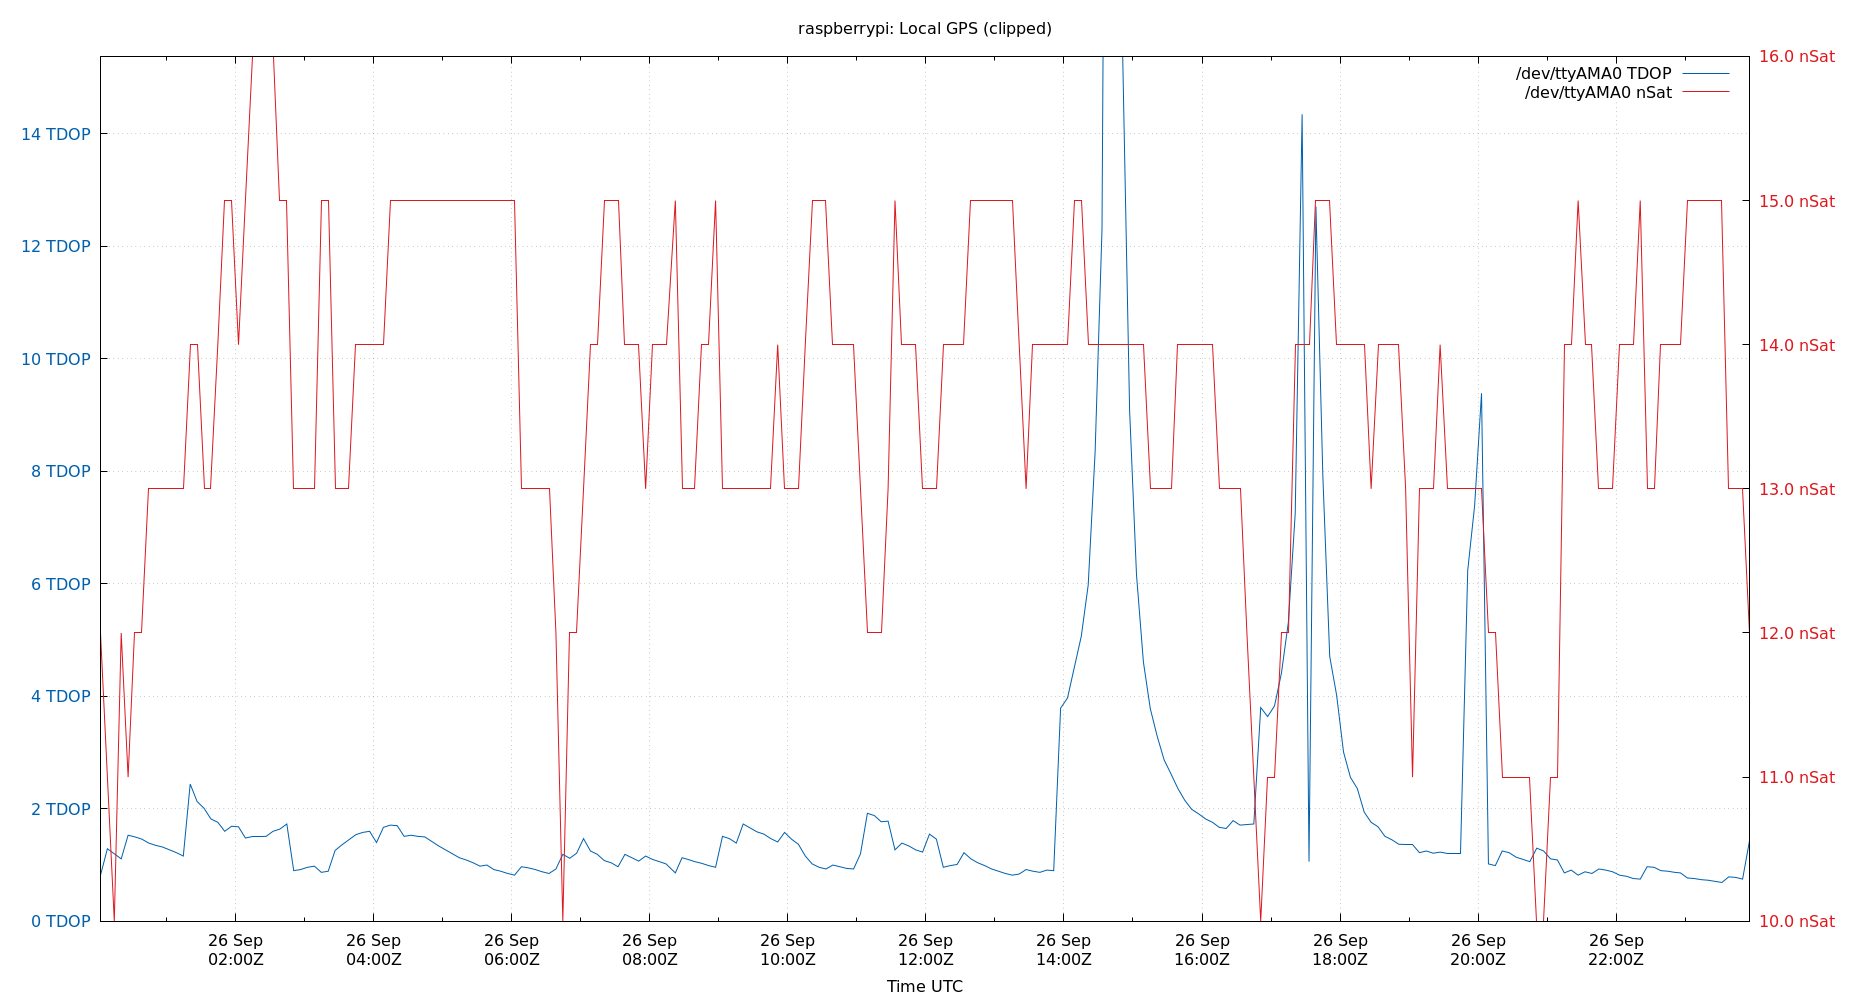 raspberrypi: Local GPS (clipped)
16.0 nSat
/dev/ttyAMA0 TDOP
/dev/ttyAMA0 nSat
14 TDOP
15.0 nSat
12 TDOP
10 TDOP
14.0 nSat
8 TDOP
13.0 nSat
6 TDOP
12.0 nSat
4 TDOP
11.0 nSat
2 TDOP
0 TDOP
10.0 nSat
26 Sep 26 Sep 26 Sep 26 Sep 26 Sep 26 Sep 26 Sep 26 Sep 26 Sep 26 Sep 26 Sep
02:00Z 04:00Z 06:00Z 08:00Z 10:00Z 12:00Z 14:00Z 16:00Z 18:00Z 20:00Z 22:00Z
Time UTC